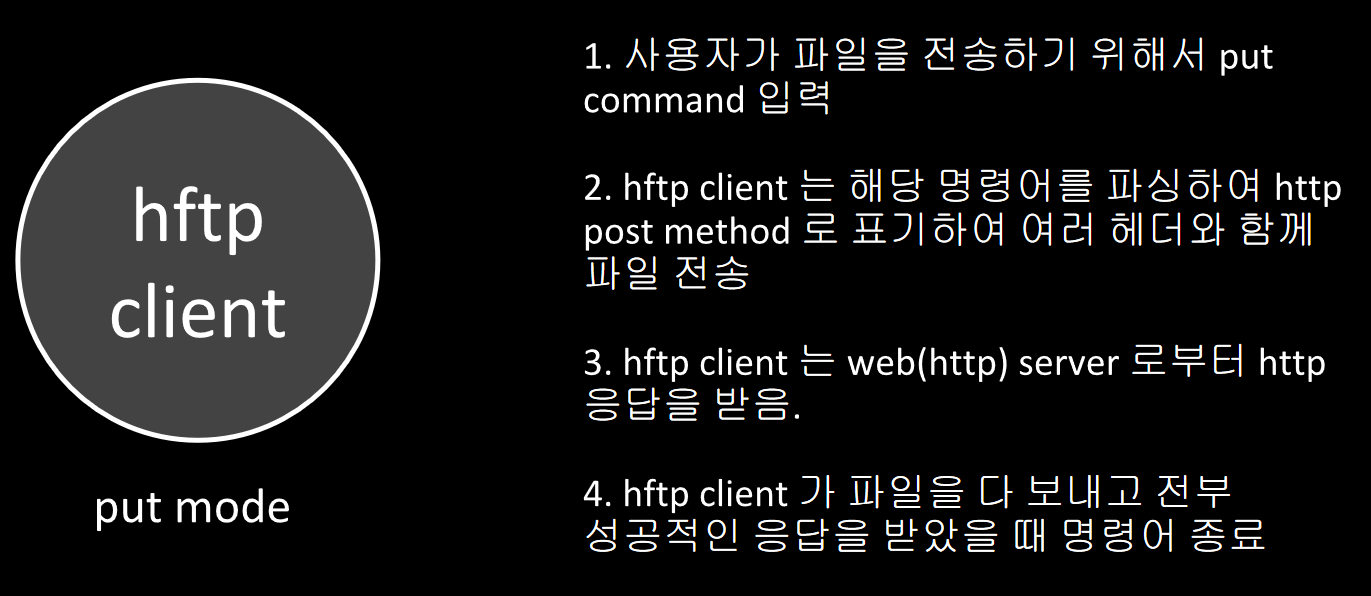 hftp
client
put mode
1. 사용자가 파일을 전송하기 위해서 put
command 입력
2. hftp client 는 해당 명령어를 파싱하여 http
post method 로 표기하여 여러 헤더와 함께
파일 전송
3. hftp client 는 web(http) server 로부터 http
응답을 받음.
4. hftp client 가 파일을 다 보내고 전부
성공적인 응답을 받았을 때 명령어 종료